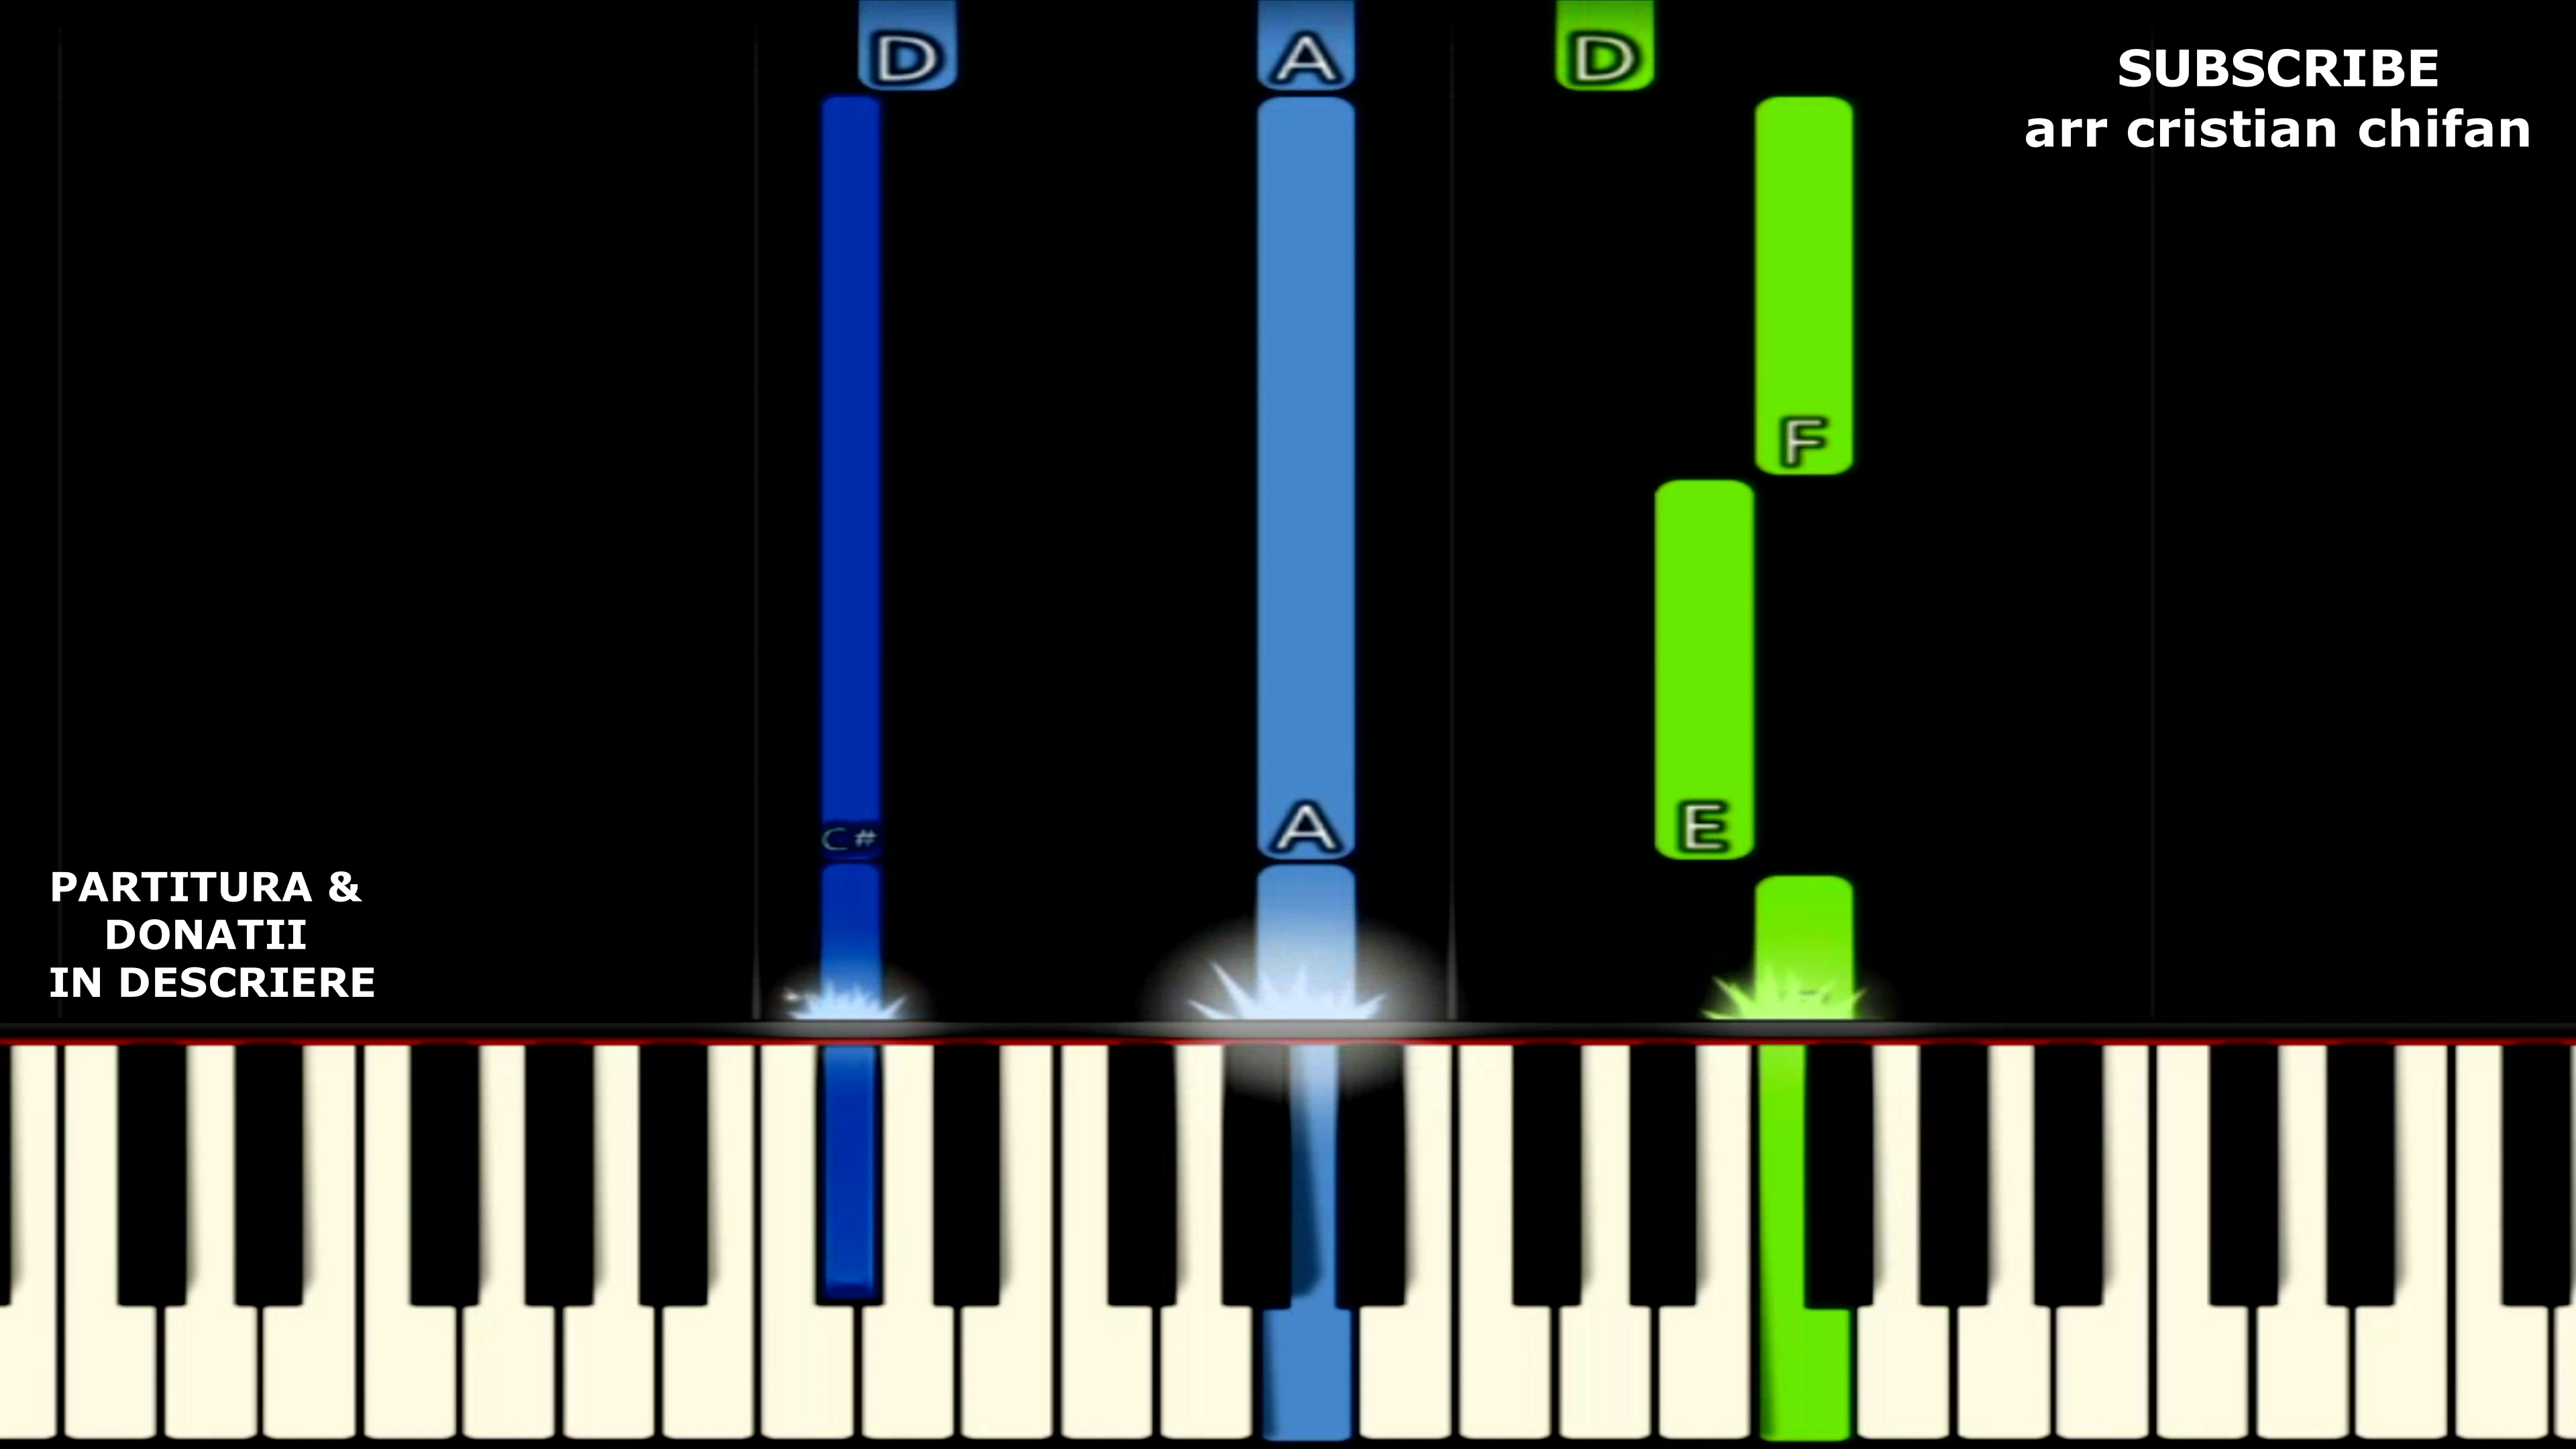 D A D
SUBSCRIBE
arr cristian chifan
F
C# A E
PARTITURA &
DONATII
IN DESCRIERE